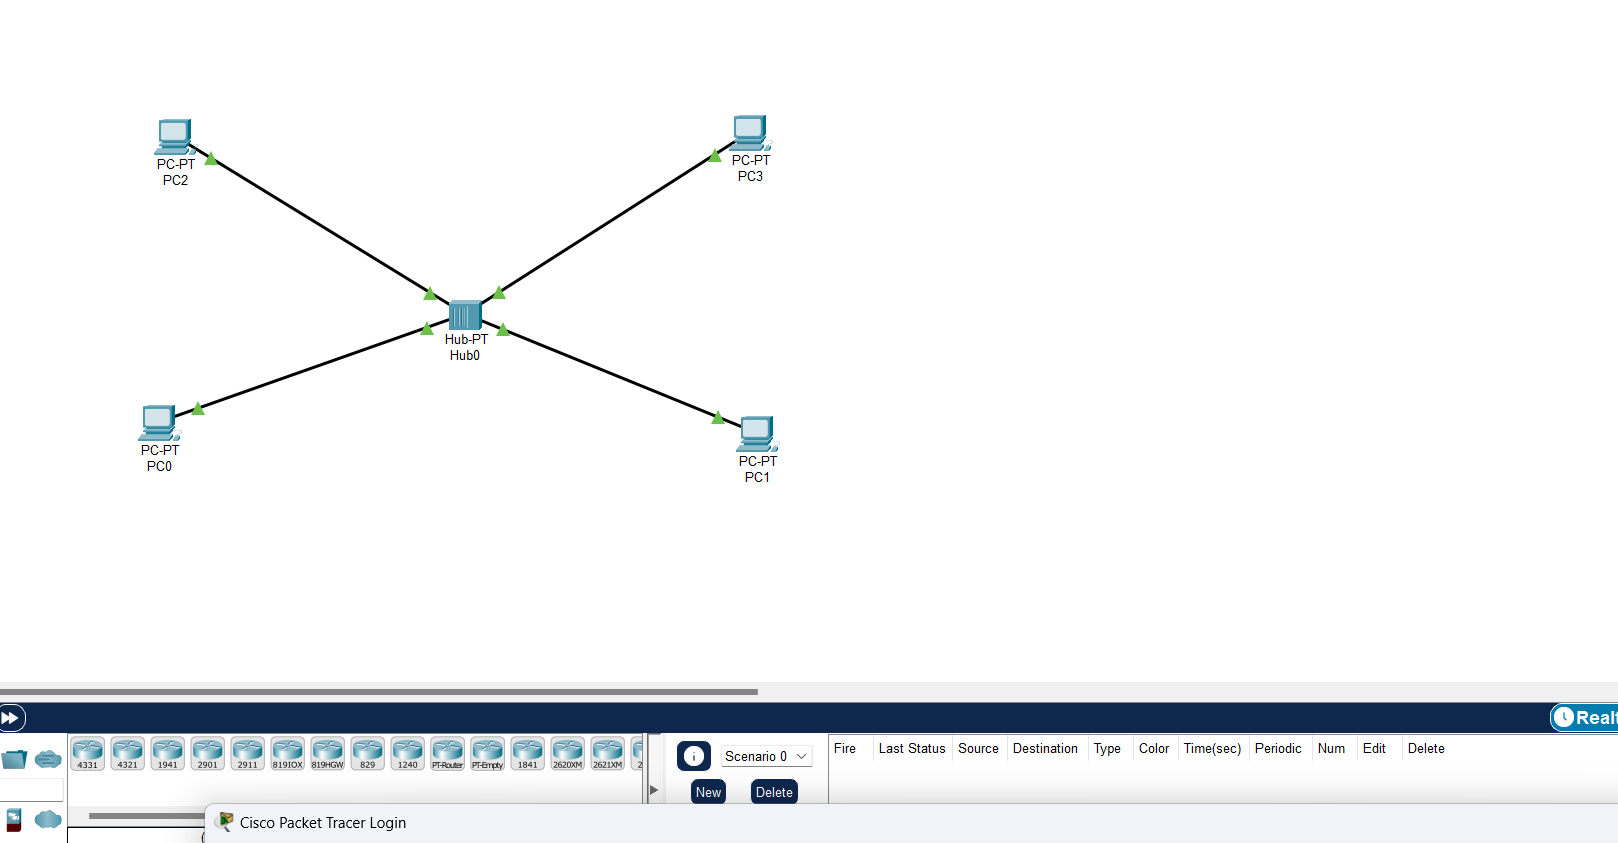 PC-PT
PC2
PC-PT
PC3
Hub-PT
Hub0
PC-PT
PC0
PC-PT
PC1
Realt
4331
4321
1941
2901
2911
819IOX
819HGW
829
1240
PT-Router
PT-Empty
1841
2620XM
2621XM
2
Scenario 0
New
Delete
Fire Last Status Source Destination Type Color Time(sec) Periodic Num Edit Delete
Cisco Packet Tracer Login